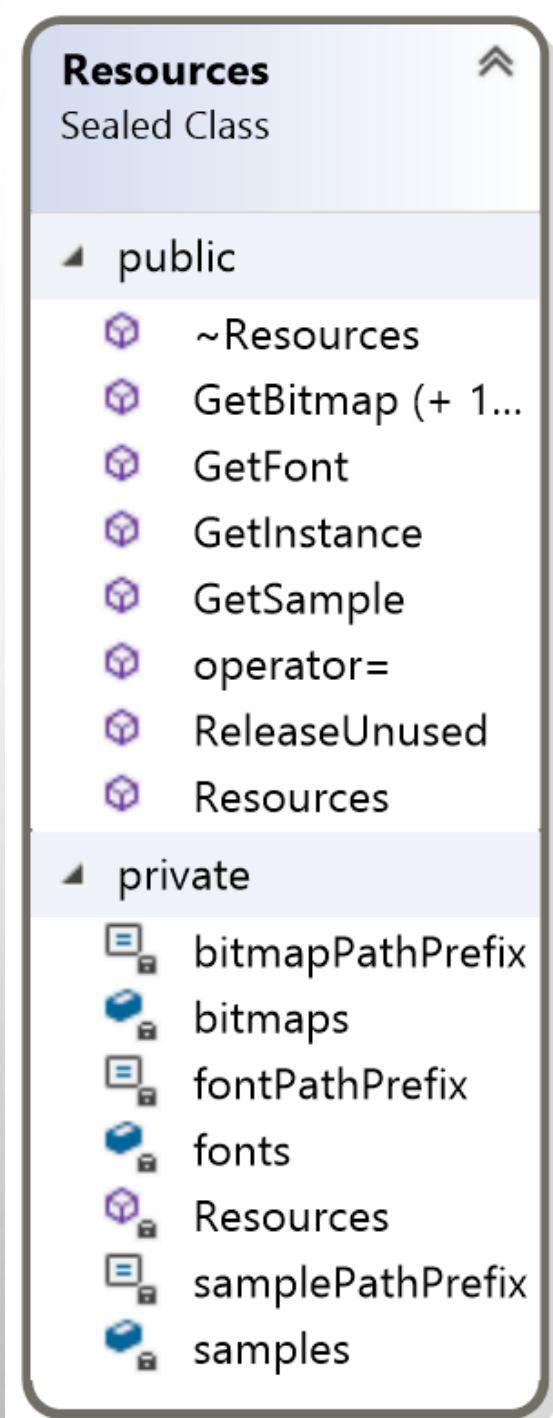 Resources
Sealed Class
public
~Resources
GetBitmap (+ 1...
GetFont
GetInstance
GetSample
operator=
ReleaseUnused
Resources
private
bitmapPathPrefix
bitmaps
fontPathPrefix
fonts
Resources
samplePathPrefix
samples